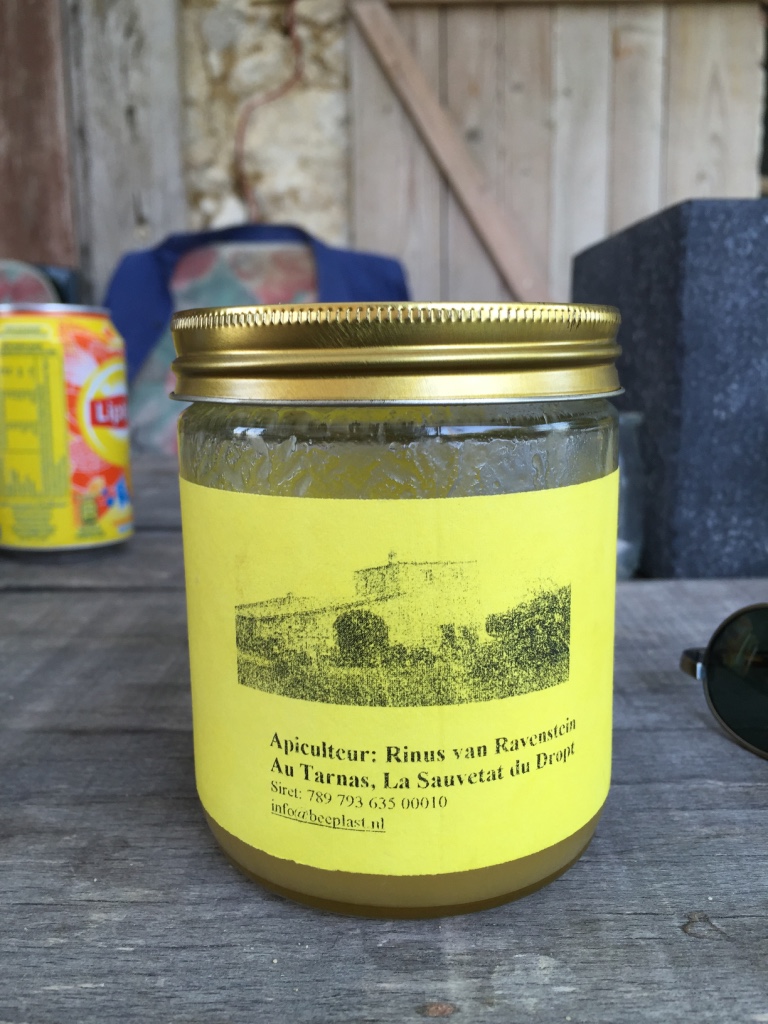 Apiculteur: Rinus van Ravenstein
Au Tarnas, La Sauvetat du Dropt
Siret: 789 793 635 00010
info@beeplast.nl